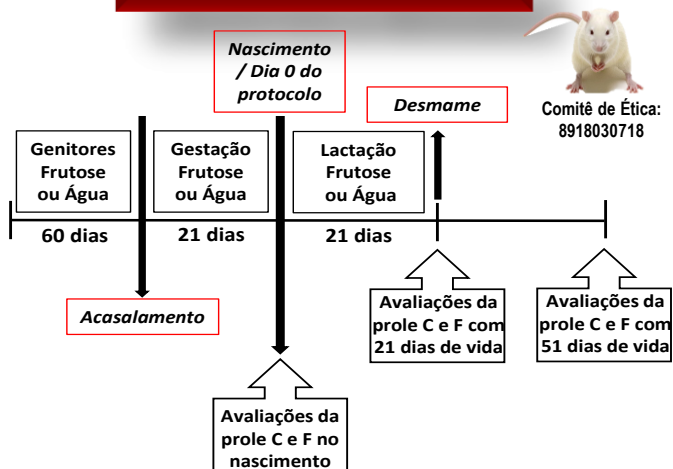 Nascimento
/ Dia 0 do
protocolo
Desmame
Comitê de Ética:
8918030718
Genitores
Frutose
ou Água
Gestação
Frutose
ou Água
Lactação
Frutose
ou Água
60 dias
21 dias
21 dias
Acasalamento
Avaliações da
prole C e F com
21 dias de vida
Avaliações da
prole C e F com
51 dias de vida
Avaliações da
prole C e F no
nascimento